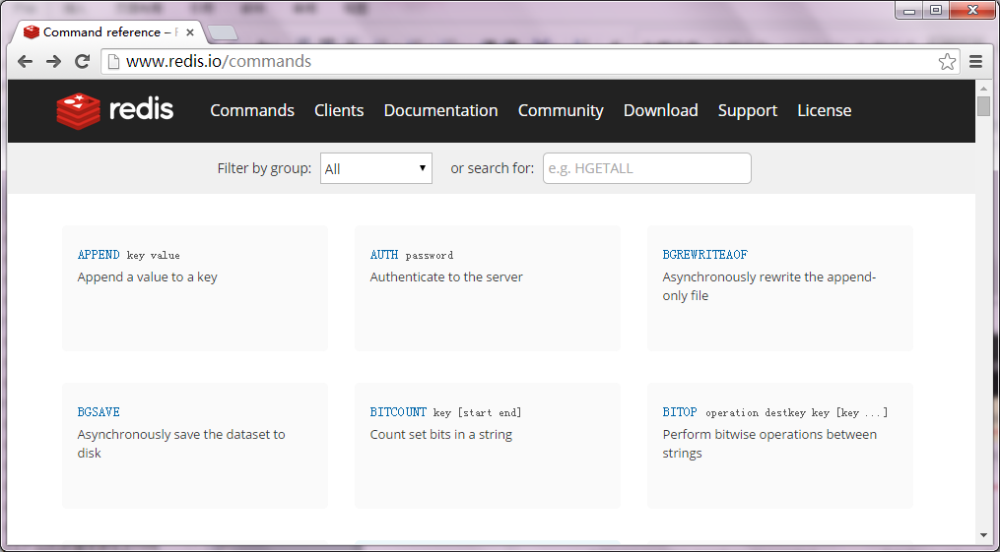 Command reference – R
www.redis.io/commands
redis Commands Clients Documentation Community Download Support License
Filter by group: All or search for: e.g. HGETALL
APPEND key value
Append a value to a key
AUTH password
Authenticate to the server
BGREWRITEAOF
Asynchronously rewrite the append-
only file
BGSAVE
Asynchronously save the dataset to
disk
BITCOUNT key [start end]
Count set bits in a string
BITOP operation destkey key [key ...]
Perform bitwise operations between
strings